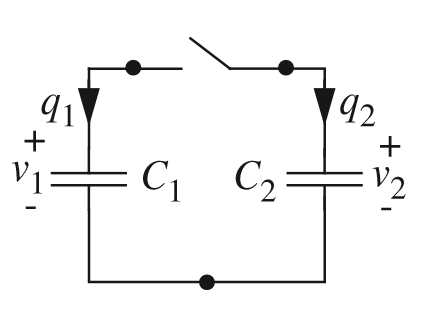 q1 q2
+ +
v1 C1 C2 v2
- -